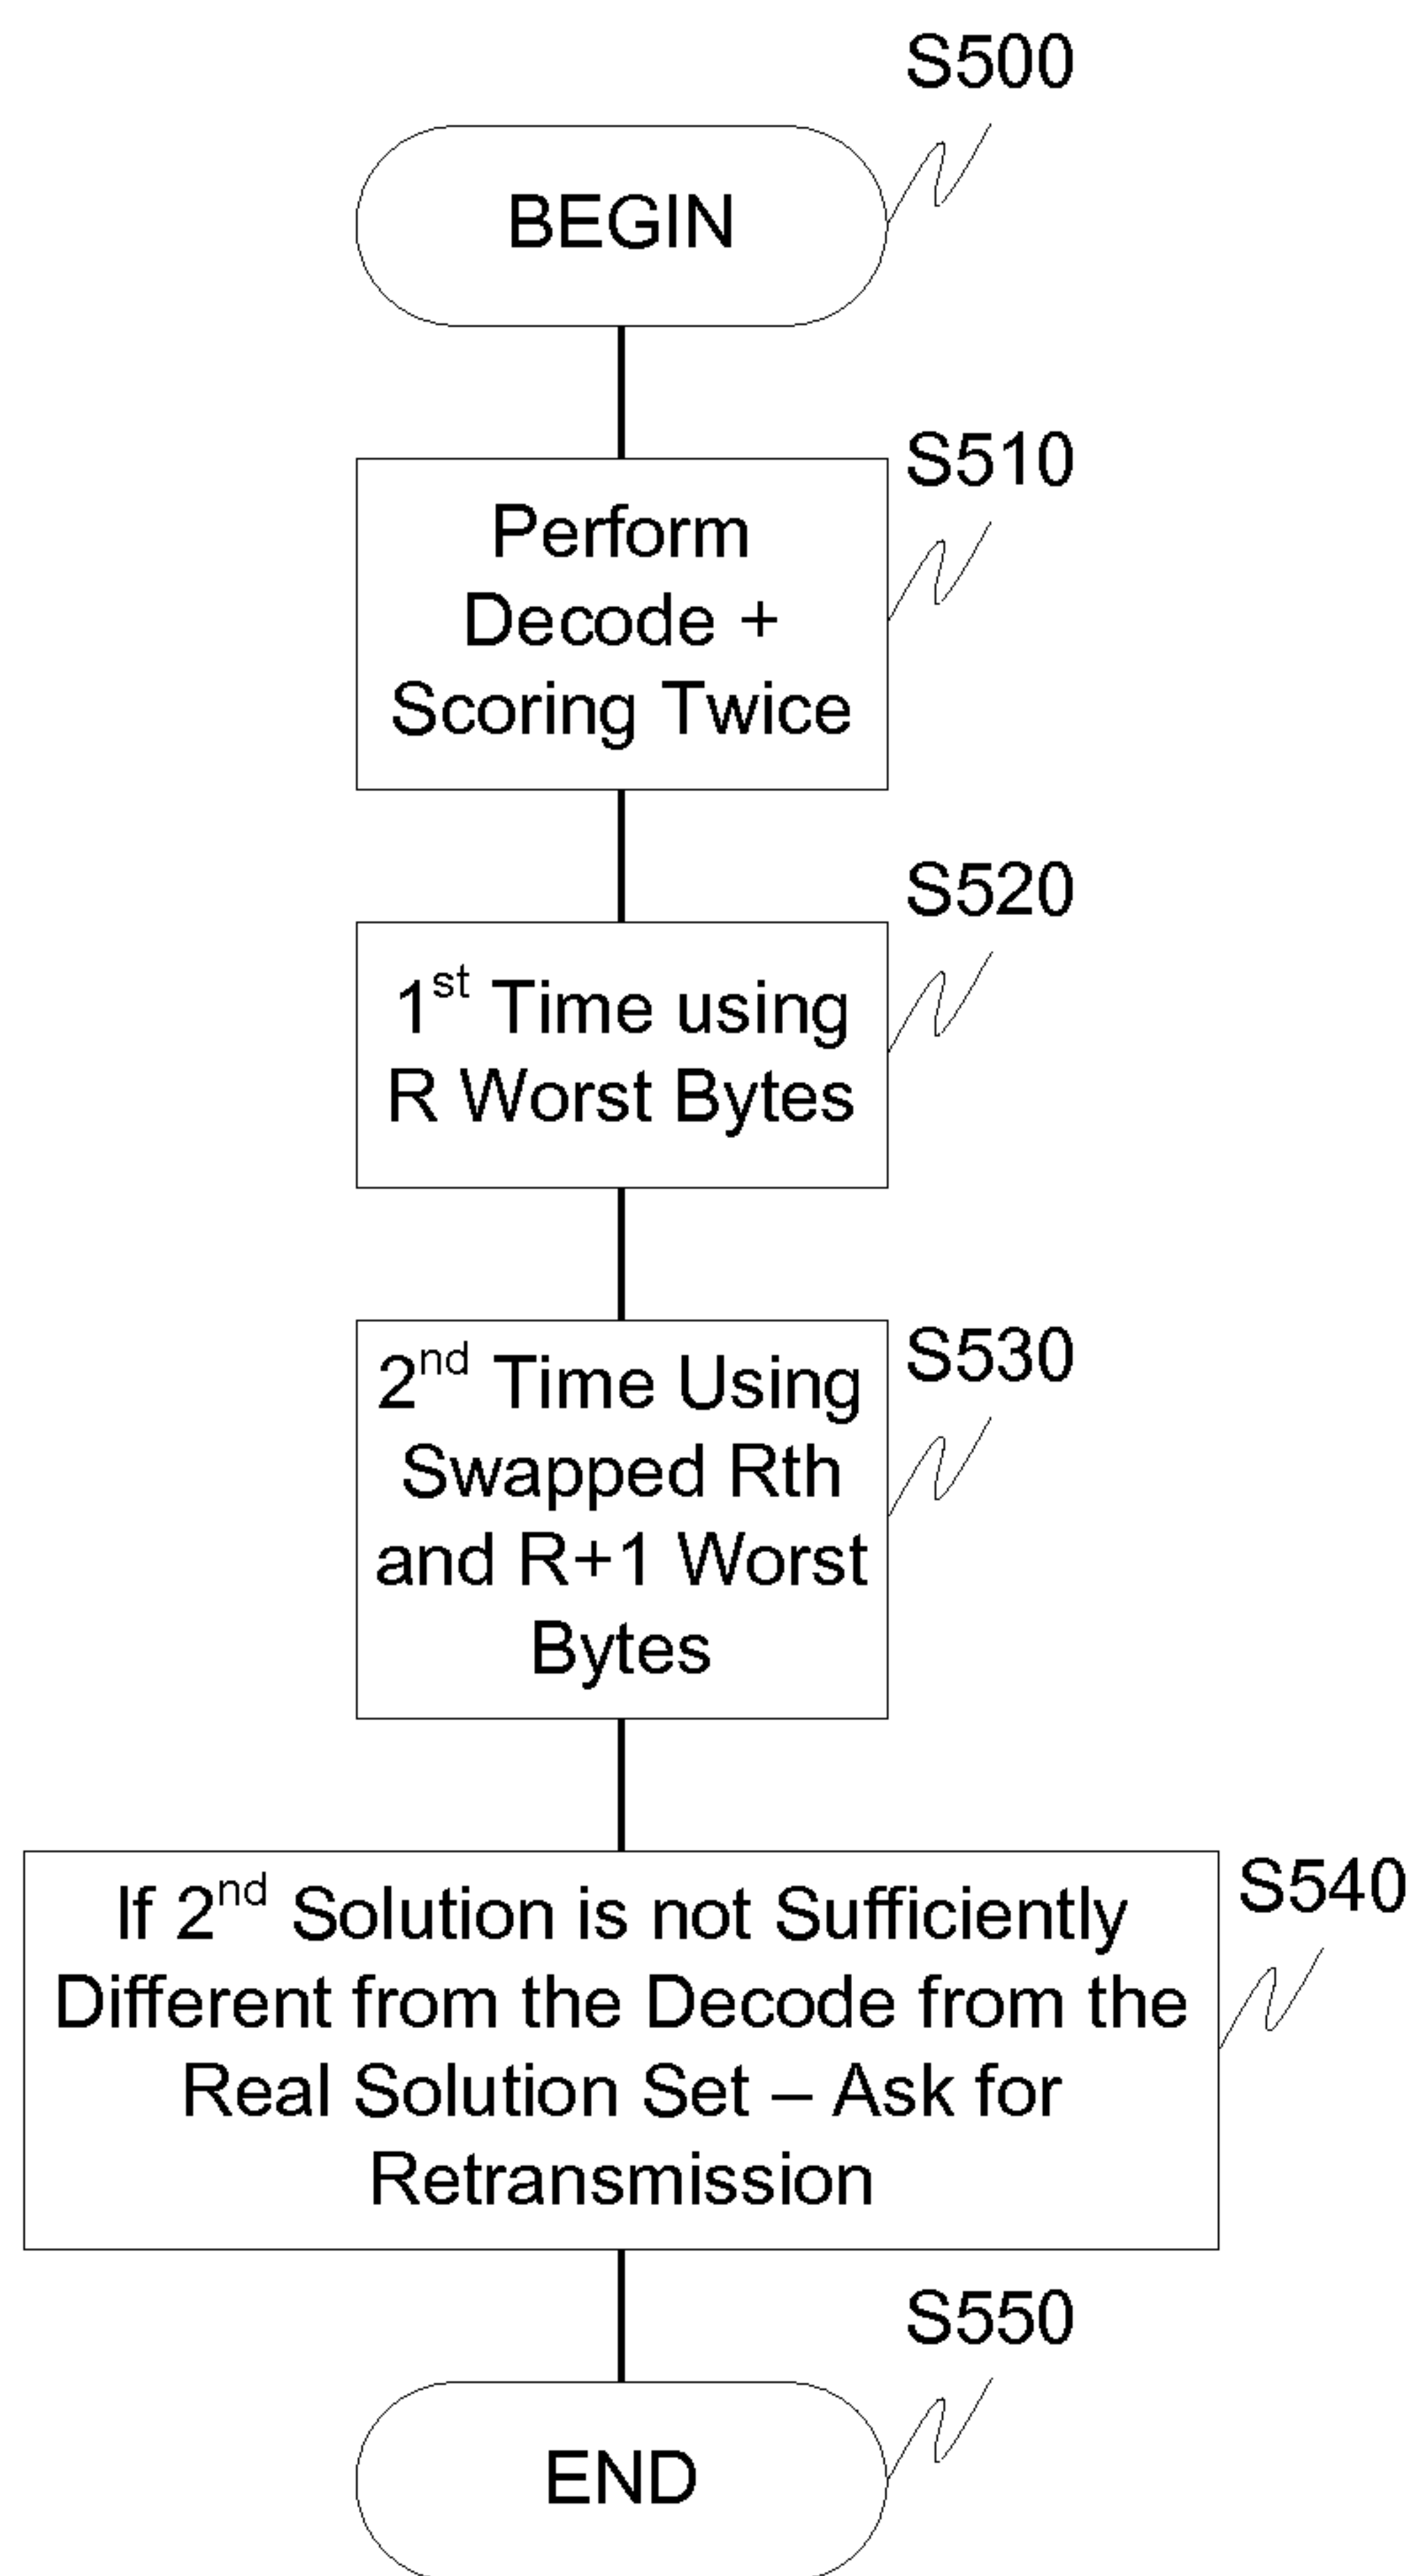 S500
BEGIN
S510
Perform
Decode +
Scoring Twice
S520
1st Time using
R Worst Bytes
S530
2nd Time Using
Swapped Rth
and R+1 Worst
Bytes
S540
If 2nd Solution is not Sufficiently
Different from the Decode from the
Real Solution Set – Ask for
Retransmission
S550
END